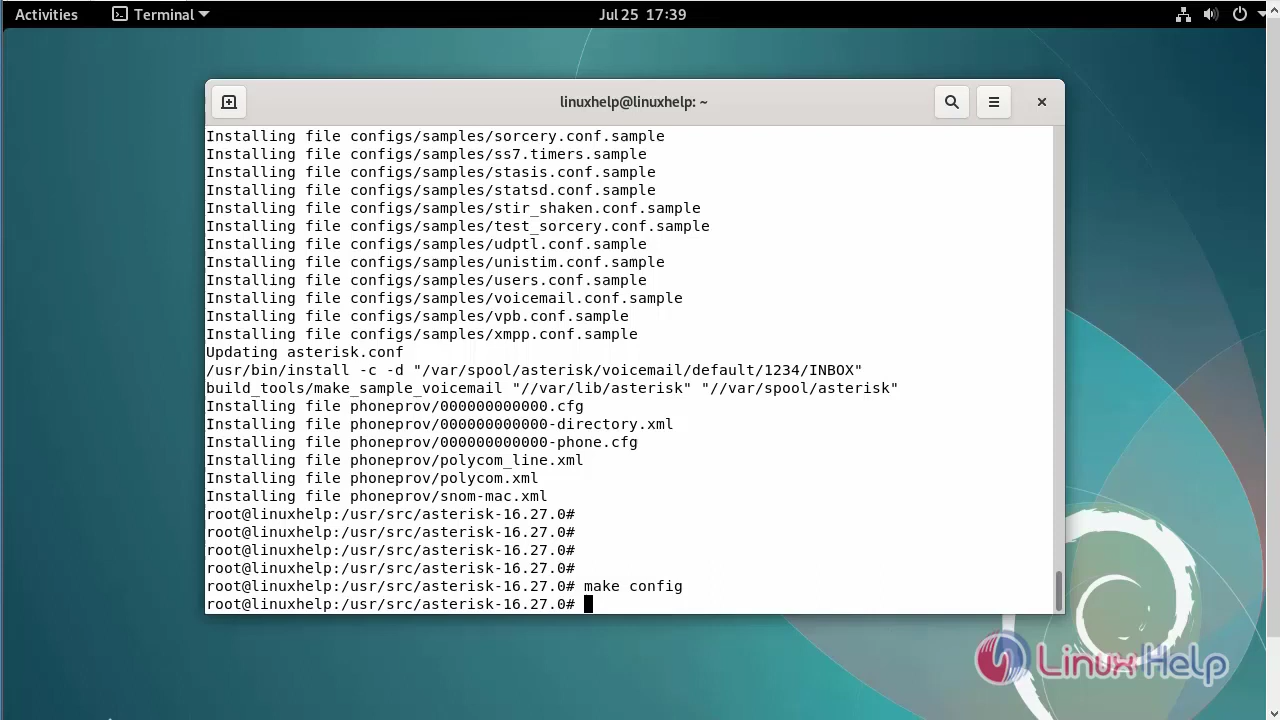 Activities
Terminal
Jul 25 17:39
linuxhelp@linuxhelp: ~
Installing file configs/samples/sorcery.conf.sample
Installing file configs/samples/ss7.timers.sample
Installing file configs/samples/stasis.conf.sample
Installing file configs/samples/statsd.conf.sample
Installing file configs/samples/stir_shaken.conf.sample
Installing file configs/samples/test_sorcery.conf.sample
Installing file configs/samples/udptl.conf.sample
Installing file configs/samples/unistim.conf.sample
Installing file configs/samples/users.conf.sample
Installing file configs/samples/voicemail.conf.sample
Installing file configs/samples/vpb.conf.sample
Installing file configs/samples/xmpp.conf.sample
Updating asterisk.conf
/usr/bin/install -c -d "/var/spool/asterisk/voicemail/default/1234/INBOX"
build_tools/make_sample_voicemail "//var/lib/asterisk" "//var/spool/asterisk"
Installing file phoneprov/000000000000.cfg
Installing file phoneprov/000000000000-directory.xml
Installing file phoneprov/000000000000-phone.cfg
Installing file phoneprov/polycom_line.xml
Installing file phoneprov/polycom.xml
Installing file phoneprov/snom-mac.xml
root@linuxhelp:/usr/src/asterisk-16.27.0#
root@linuxhelp:/usr/src/asterisk-16.27.0#
root@linuxhelp:/usr/src/asterisk-16.27.0#
root@linuxhelp:/usr/src/asterisk-16.27.0#
root@linuxhelp:/usr/src/asterisk-16.27.0# make config
root@linuxhelp:/usr/src/asterisk-16.27.0#
Linux Help